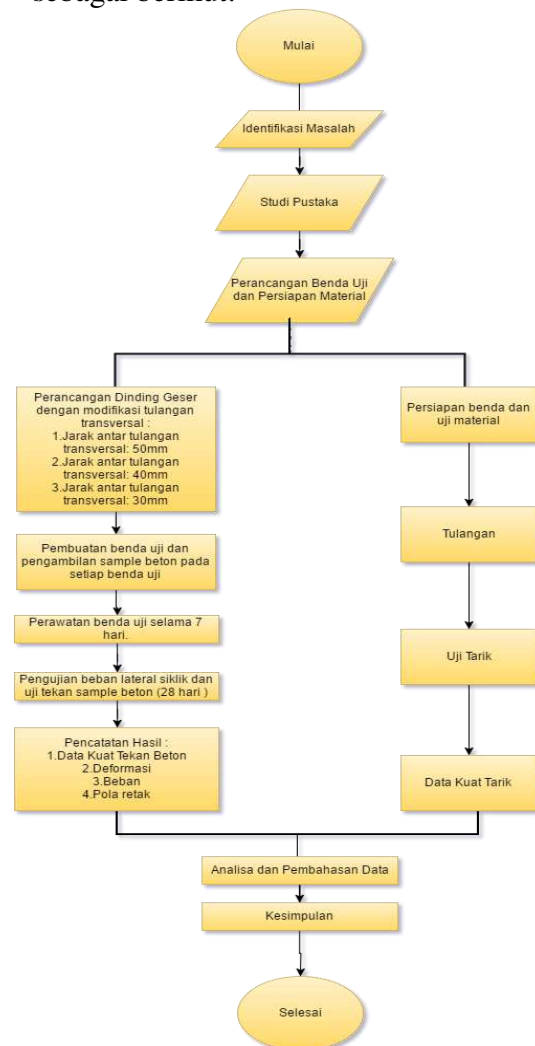 sebagai berikut:
Mulai
Identifikasi Masalah
Studi Pustaka
Perancangan Benda Uji
dan Persiapan Material
Perancangan Dinding Geser
dengan modifikasi tulangan
transversal :
1.Jarak antar tulangan
transversal: 50mm
2.Jarak antar tulangan
transversal: 40mm
3.Jarak antar tulangan
transversal: 30mm
Pembuatan benda uji dan
pengambilan sample beton pada
setiap benda uji
Perawatan benda uji selama 7
hari.
Pengujian beban lateral siklik dan
uji tekan sample beton (28 hari )
Pencatatan Hasil :
1.Data Kuat Tekan Beton
2.Deformasi
3.Beban
4.Pola retak
Persiapan benda dan
uji material
Tulangan
Uji Tarik
Data Kuat Tarik
Analisa dan Pembahasan Data
Kesimpulan
Selesai